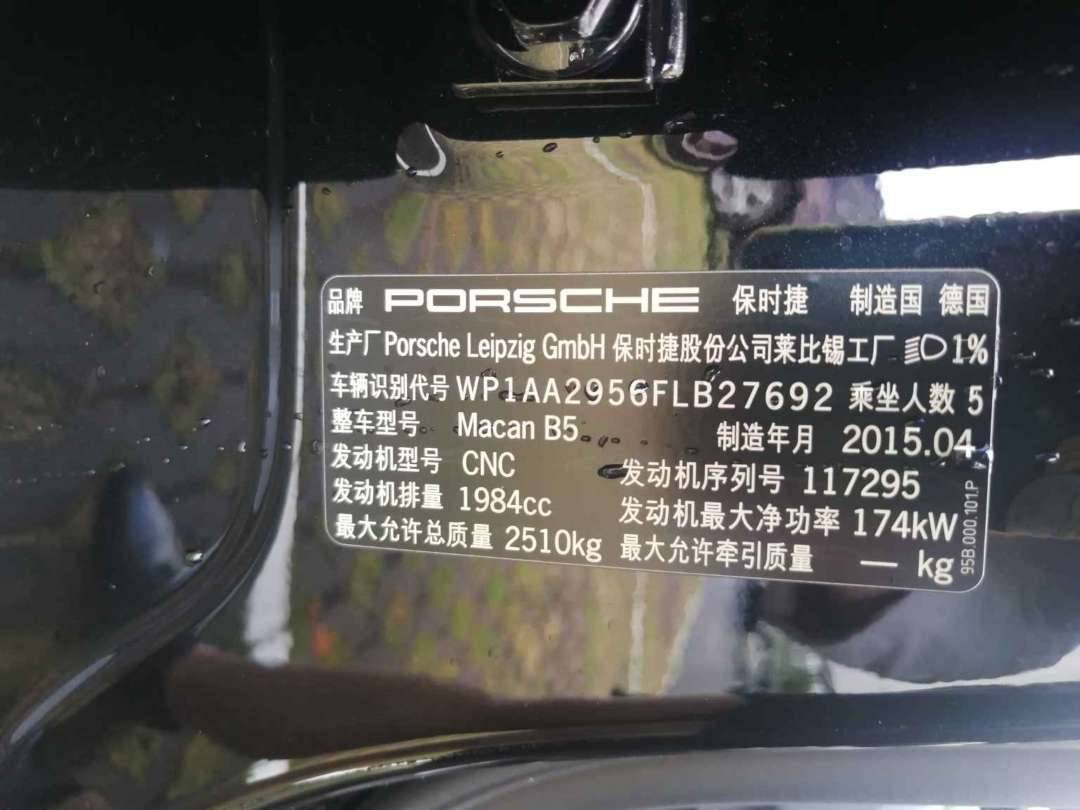 品牌 PORSCHE 保时捷 制造国 德国
生产厂 Porsche Leipzig GmbH 保时捷股份公司莱比锡工厂 1%
车辆识别代号 WP1AA2956FLB27692 乘坐人数 5
整车型号 Macan B5 制造年月 2015.04
发动机型号 CNC 发动机序列号 117295
发动机排量 1984cc 发动机最大净功率 174kW
最大允许总质量 2510kg 最大允许牵引质量 — kg
95B.000.101.P